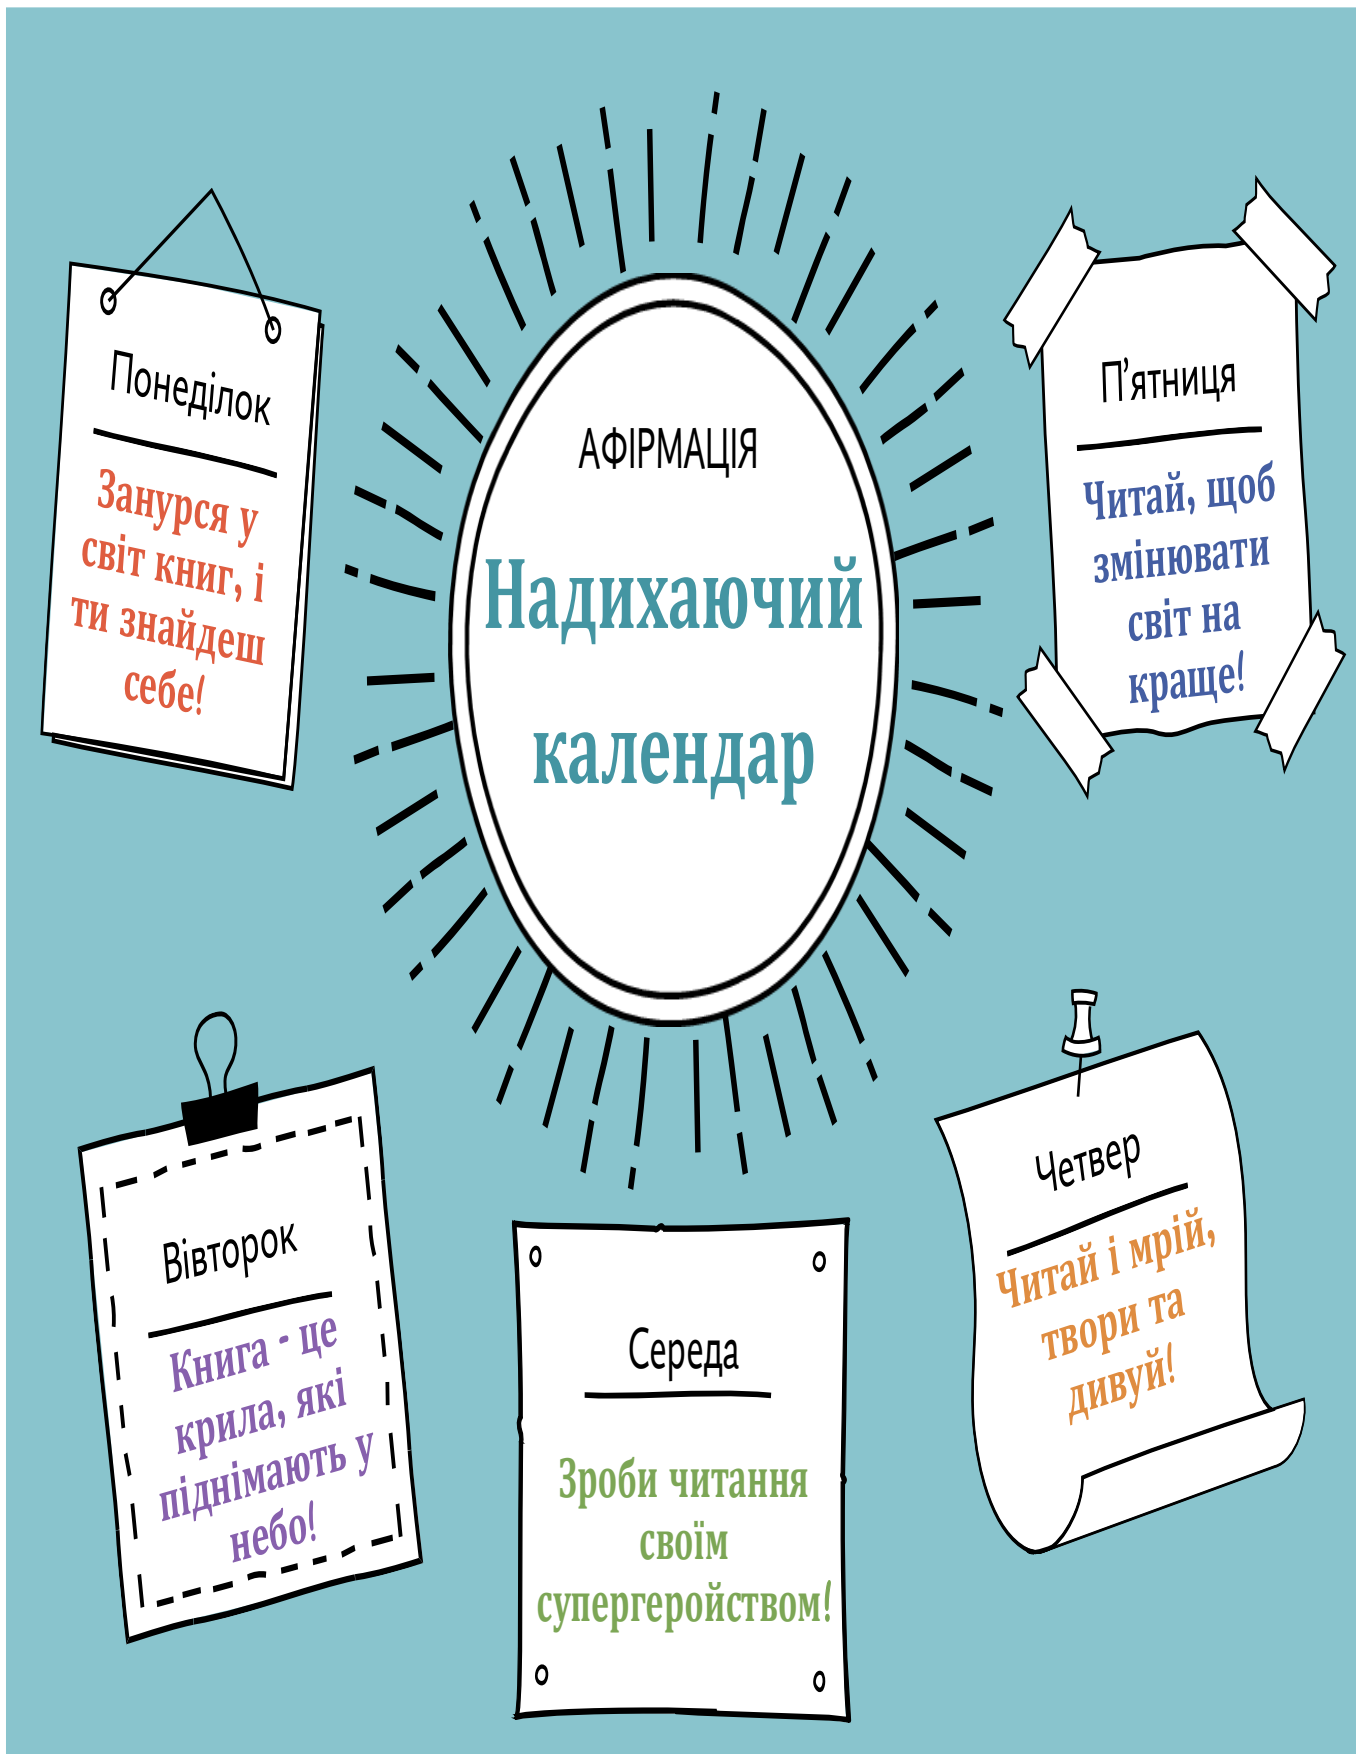 АФІРМАЦІЯ
Надихаючий
календар
Понеділок
Занурся у
світ книг, і
ти знайдеш
себе!
Вівторок
Книга - це
крила, які
піднімають у
небо!
Середа
Зроби читання
своїм
супергеройством!
Четвер
Читай і мрій,
твори та
дивуй!
П’ятниця
Читай, щоб
змінювати
світ на
краще!